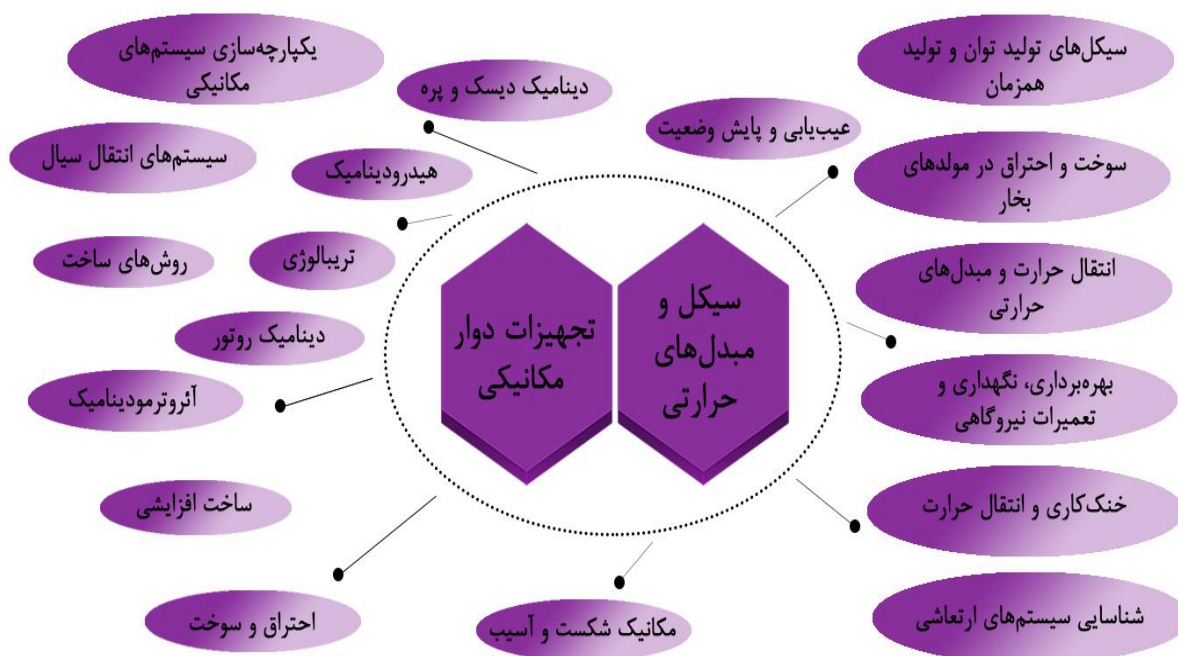 یکپارچه‌سازی سیستم‌های
مکانیکی
دینامیک دیسک و پره
سیکل‌های تولید توان و تولید
همزمان
عیب‌یابی و پایش وضعیت
سیستم‌های انتقال سیال
هیدرودینامیک
سوخت و احتراق در مولدهای
بخار
روش‌های ساخت
تریبالوژی
انتقال حرارت و مبدل‌های
حرارتی
تجهیزات دوار
مکانیکی
سیکل و
مبدل‌های
حرارتی
دینامیک روتور
آئروترمودینامیک
بهره‌برداری، نگهداری و
تعمیرات نیروگاهی
ساخت افزایشی
خنک‌کاری و انتقال حرارت
احتراق و سوخت
مکانیک شکست و آسیب
شناسایی سیستم‌های ارتعاشی